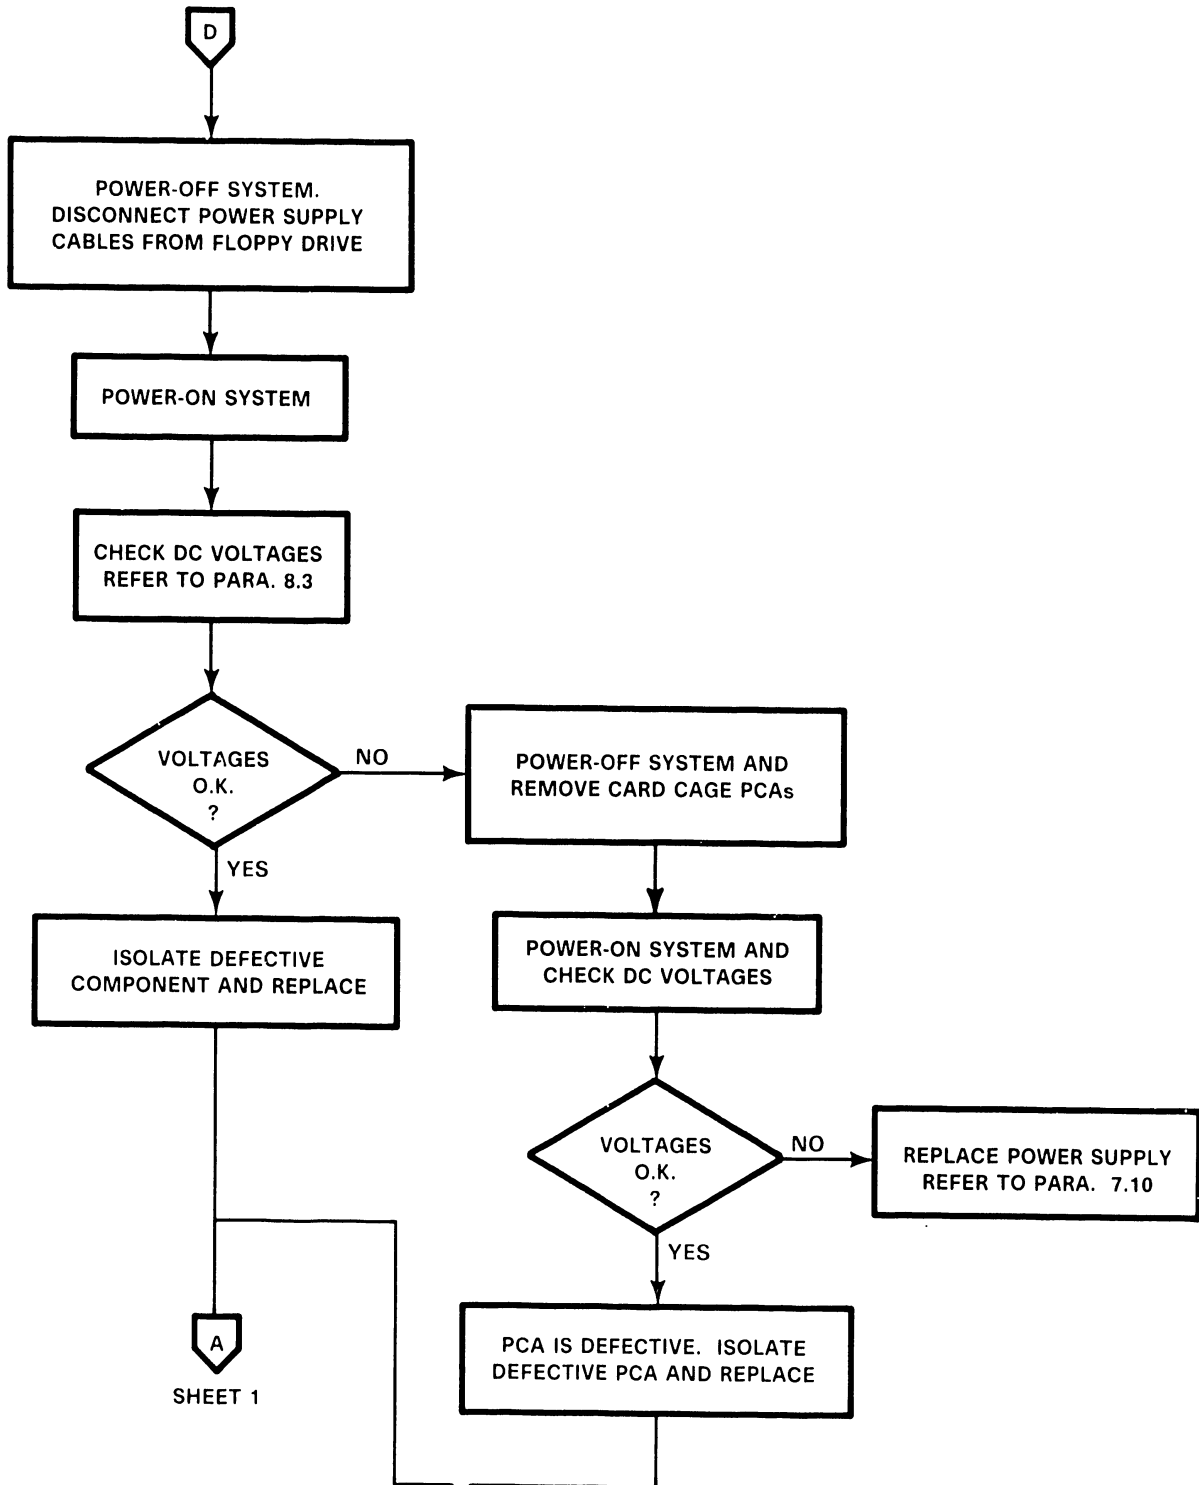 D
POWER-OFF SYSTEM.
DISCONNECT POWER SUPPLY
CABLES FROM FLOPPY DRIVE
POWER-ON SYSTEM
CHECK DC VOLTAGES
REFER TO PARA. 8.3
VOLTAGES
O.K.
?
NO
POWER-OFF SYSTEM AND
REMOVE CARD CAGE PCAs
YES
ISOLATE DEFECTIVE
COMPONENT AND REPLACE
POWER-ON SYSTEM AND
CHECK DC VOLTAGES
VOLTAGES
O.K.
?
NO
REPLACE POWER SUPPLY
REFER TO PARA. 7.10
YES
PCA IS DEFECTIVE. ISOLATE
DEFECTIVE PCA AND REPLACE
A
SHEET 1